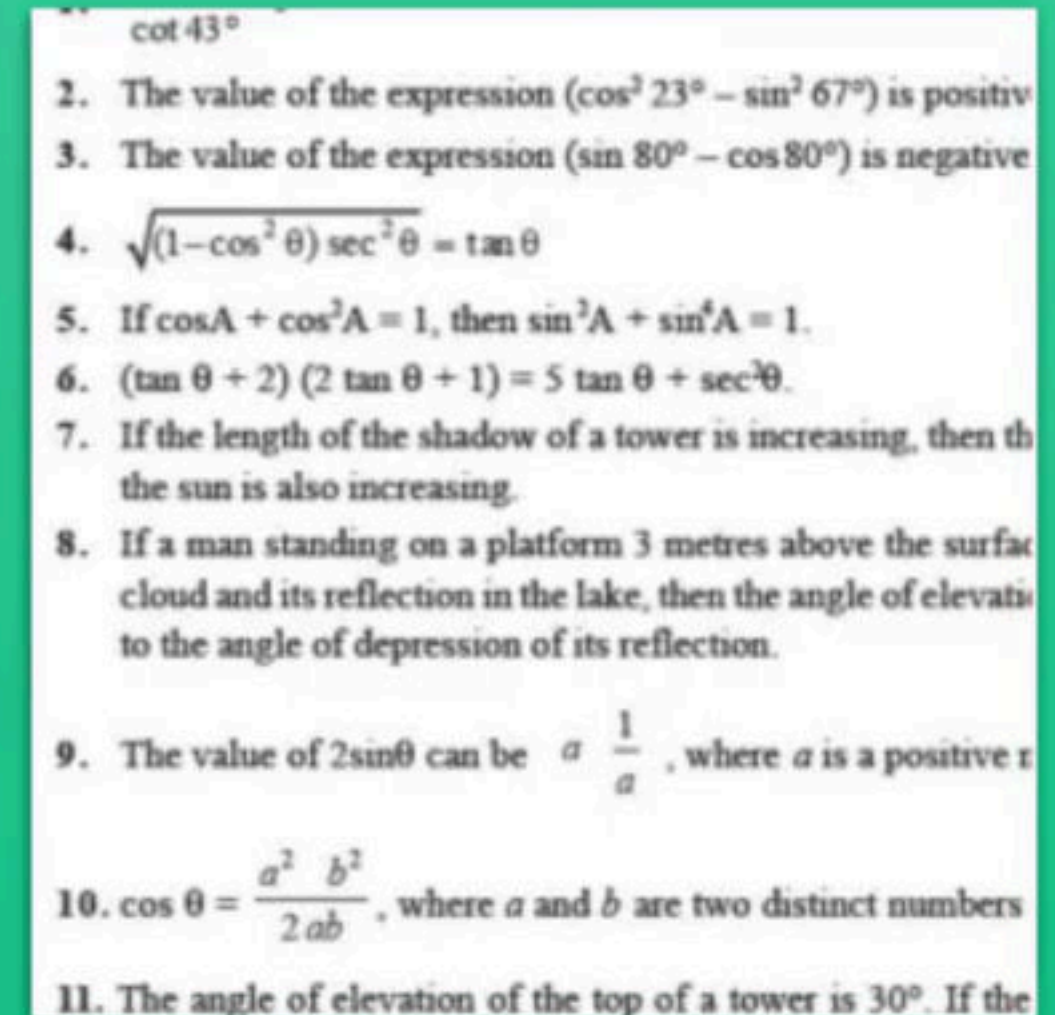 cot 43°
2. The value of the expression (cos² 23° – sin² 67°) is positiv
3. The value of the expression (sin 80° – cos 80°) is negative
4. √(1–cos² θ) sec² θ = tan θ
5. If cosA + cos²A = 1, then sin²A + sin⁴A = 1.
6. (tan θ + 2) (2 tan θ + 1) = 5 tan θ + sec²θ.
7. If the length of the shadow of a tower is increasing, then th
the sun is also increasing.
8. If a man standing on a platform 3 metres above the surfac
cloud and its reflection in the lake, then the angle of elevati
to the angle of depression of its reflection.
9. The value of 2sinθ can be a 1/a , where a is a positive
10. cos θ = a² b²/2ab , where a and b are two distinct numbers
11. The angle of elevation of the top of a tower is 30°. If the